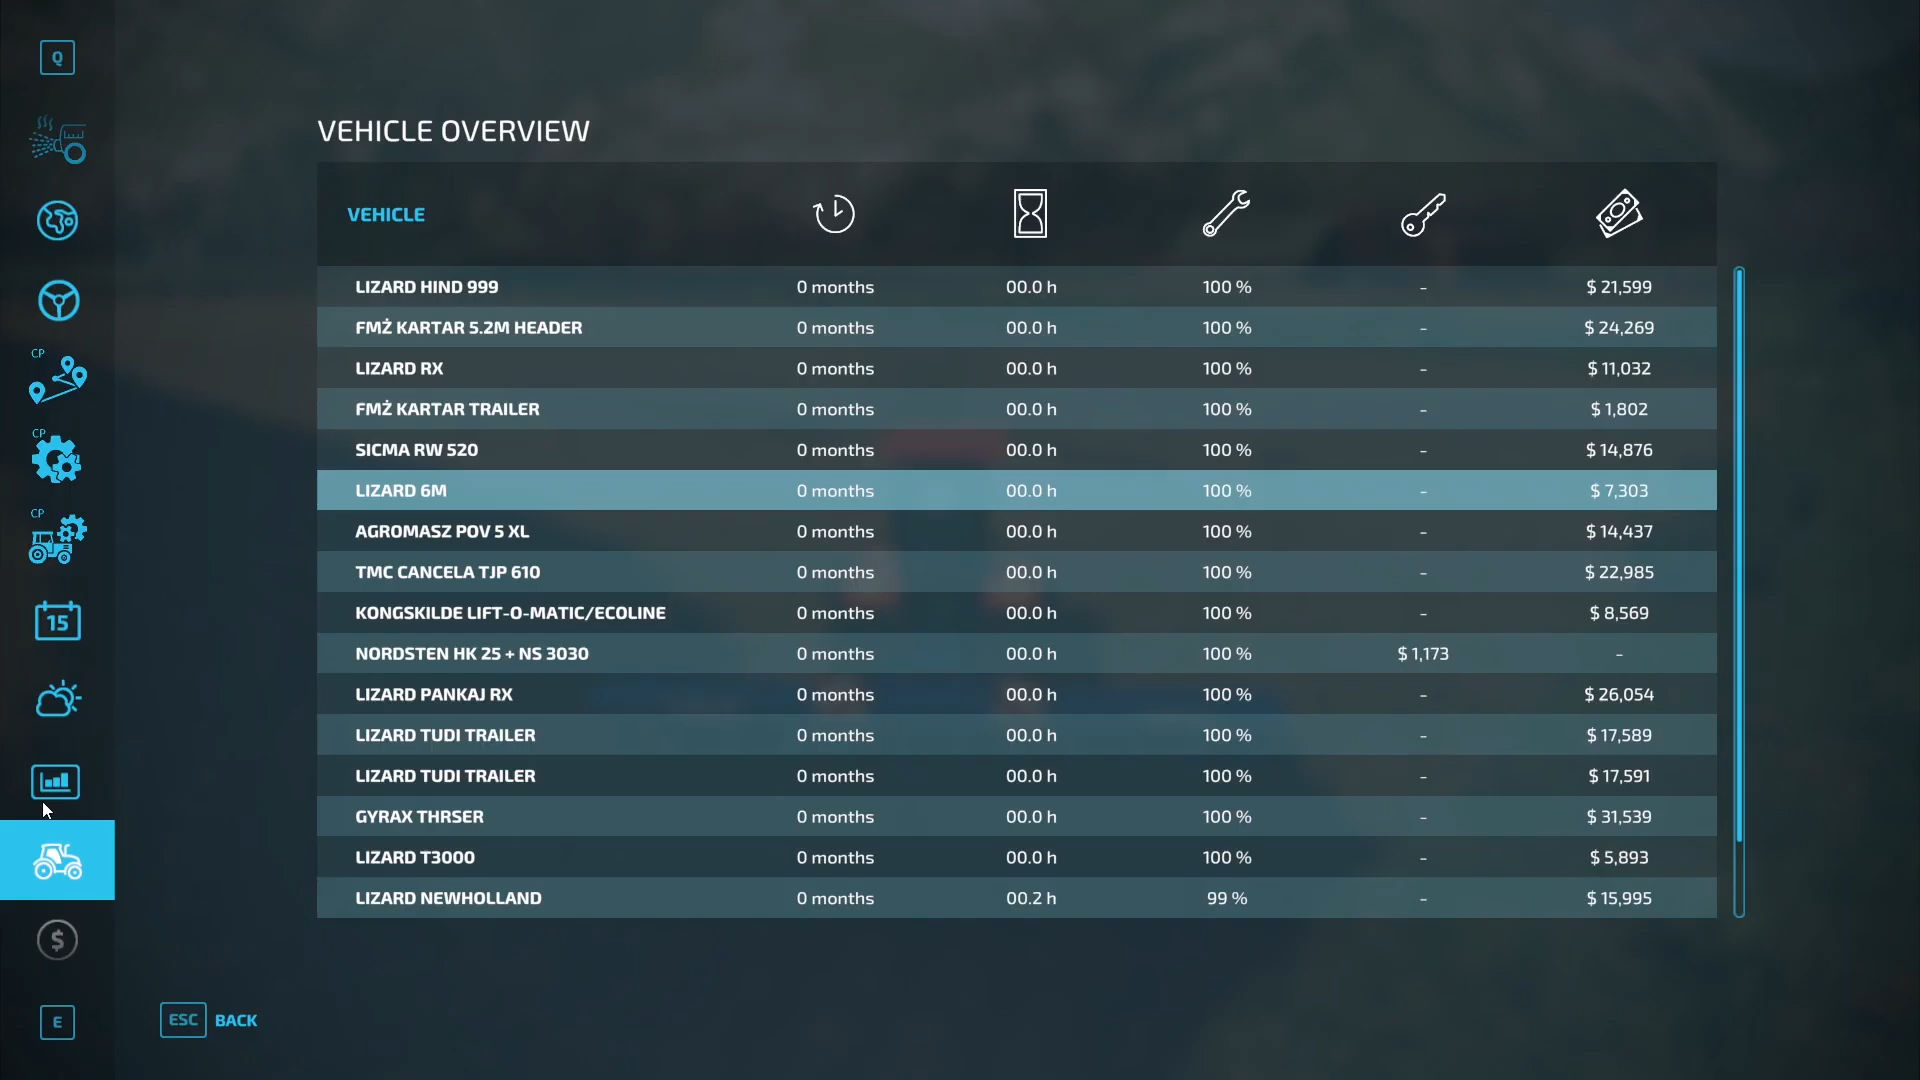 Q
VEHICLE OVERVIEW
VEHICLE
LIZARD HIND 999 0 months 00.0 h 100 % - $ 21,599
FMŻ KARTAR 5.2M HEADER 0 months 00.0 h 100 % - $ 24,269
LIZARD RX 0 months 00.0 h 100 % - $ 11,032
CP
FMŻ KARTAR TRAILER 0 months 00.0 h 100 % - $ 1,802
CP
SICMA RW 520 0 months 00.0 h 100 % - $ 14,876
LIZARD 6M 0 months 00.0 h 100 % - $ 7,303
CP
AGROMASZ POV 5 XL 0 months 00.0 h 100 % - $ 14,437
TMC CANCELA TJP 610 0 months 00.0 h 100 % - $ 22,985
KONGSKILDE LIFT-O-MATIC/ECOLINE 0 months 00.0 h 100 % - $ 8,569
15
NORDSTEN HK 25 + NS 3030 0 months 00.0 h 100 % $ 1,173 -
LIZARD PANKAJ RX 0 months 00.0 h 100 % - $ 26,054
LIZARD TUDI TRAILER 0 months 00.0 h 100 % - $ 17,589
LIZARD TUDI TRAILER 0 months 00.0 h 100 % - $ 17,591
GYRAX THRSER 0 months 00.0 h 100 % - $ 31,539
LIZARD T3000 0 months 00.0 h 100 % - $ 5,893
LIZARD NEWHOLLAND 0 months 00.2 h 99 % - $ 15,995
$
E
ESC BACK